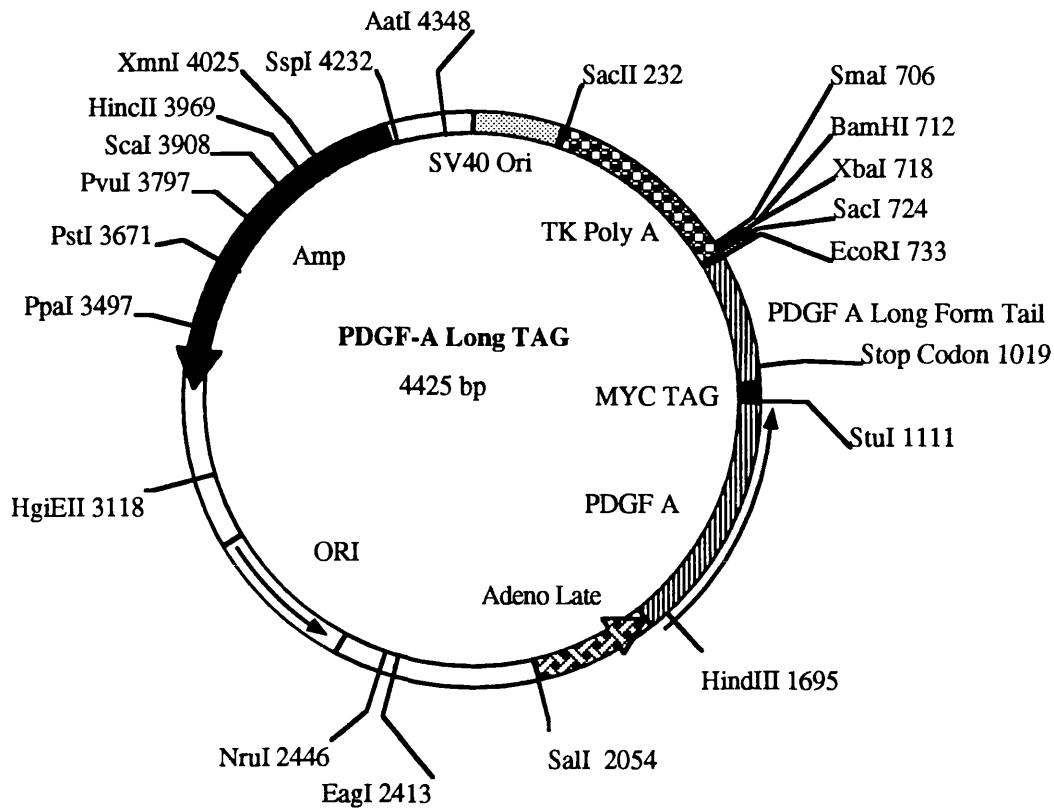 AatI 4348
XmnI 4025
SspI 4232
SacII 232
SmaI 706
HincII 3969
BamHI 712
ScaI 3908
SV40 Ori
XbaI 718
PvuI 3797
SacI 724
PstI 3671
Amp
TK Poly A
EcoRI 733
PpaI 3497
PDGF-A Long TAG
PDGF A Long Form Tail
4425 bp
Stop Codon 1019
MYC TAG
StuI 1111
HgiEII 3118
PDGF A
ORI
Adeno Late
HindIII 1695
NruI 2446
SalI 2054
EagI 2413